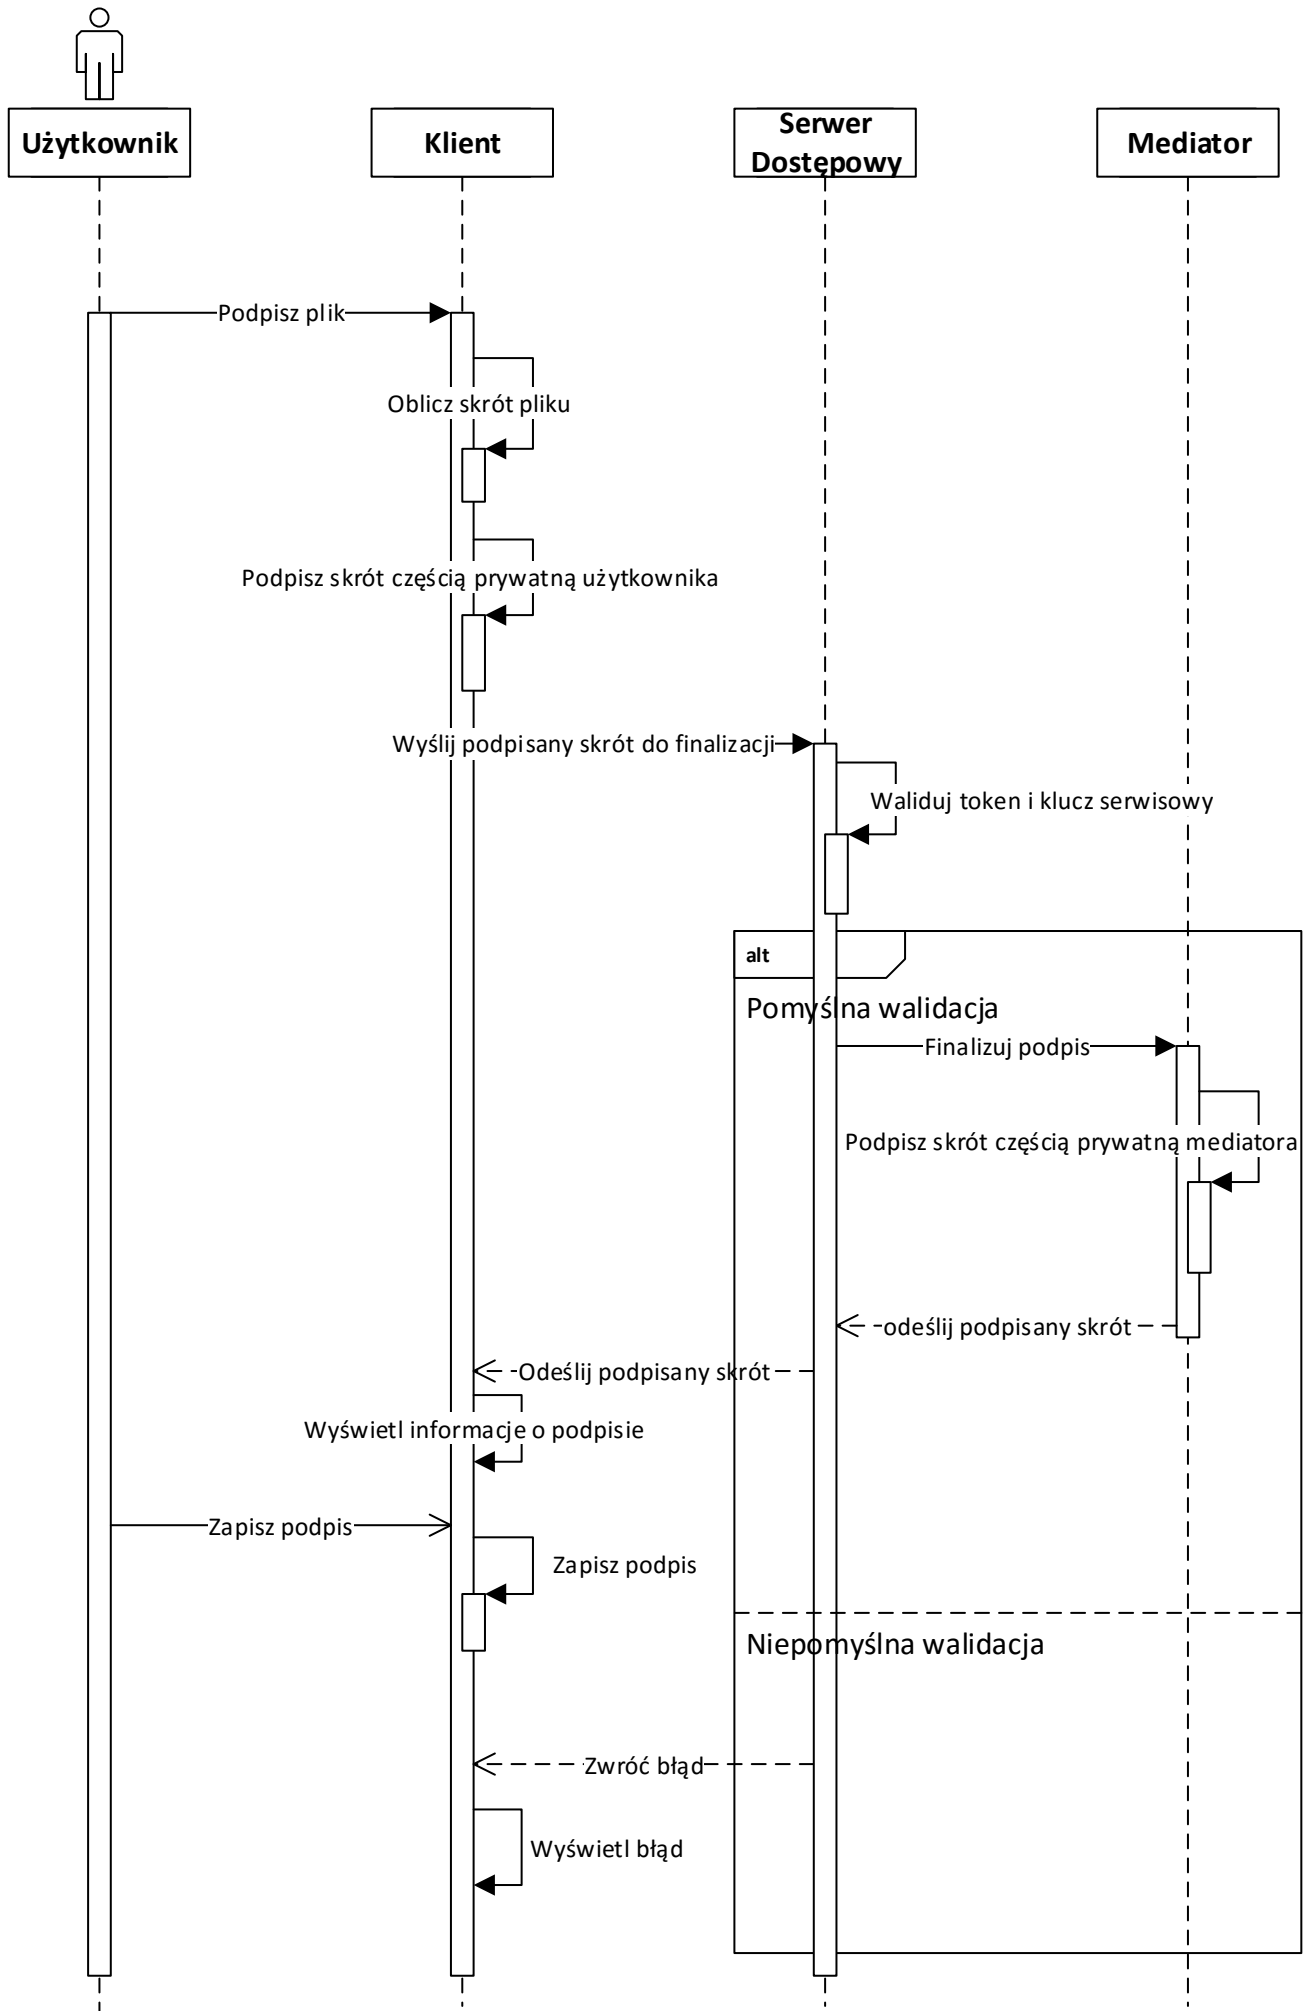 Użytkownik
Klient
Serwer
Dostępowy
Mediator
Podpisz plik
Oblicz skrót pliku
Podpisz skrót częścią prywatną użytkownika
Wyślij podpisany skrót do finalizacji
Waliduj token i klucz serwisowy
alt
Pomyślna walidacja
Finalizuj podpis
Podpisz skrót częścią prywatną mediatora
odeślij podpisany skrót
Odeślij podpisany skrót
Wyświetl informacje o podpisie
Zapisz podpis
Zapisz podpis
Niepomyślna walidacja
Zwróć błąd
Wyświetl błąd